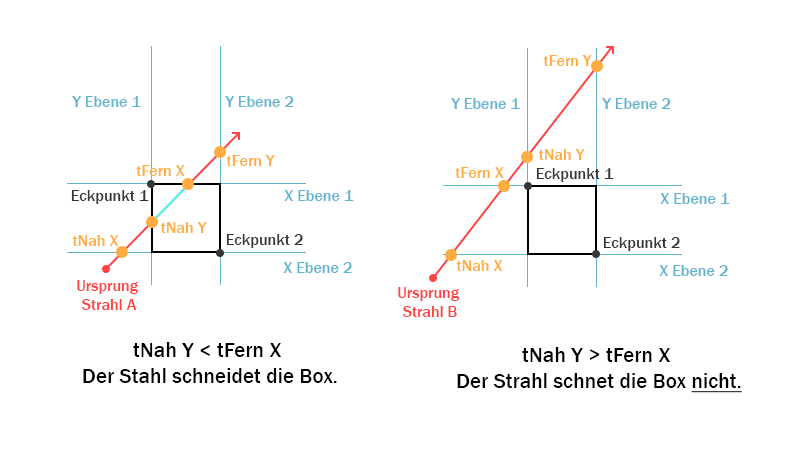 Y Ebene 1
Y Ebene 2
tFern X
tFern Y
Eckpunkt 1
X Ebene 1
tNah Y
tNah X
Eckpunkt 2
X Ebene 2
Ursprung
Strahl A
tNah Y < tFern X
Der Stahl schneidet die Box.
tFern Y
Y Ebene 1
Y Ebene 2
tNah Y
tFern X
Eckpunkt 1
X Ebene 1
Eckpunkt 2
tNah X
X Ebene 2
Ursprung
Strahl B
tNah Y > tFern X
Der Strahl schnet die Box nicht.